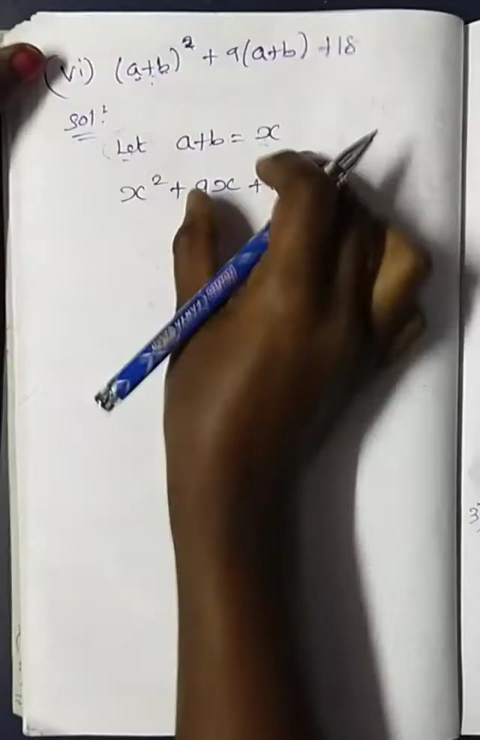 (vi) (a+b)² + 9(a+b) + 18
Sol:
Let a+b = x
x² + 9x +